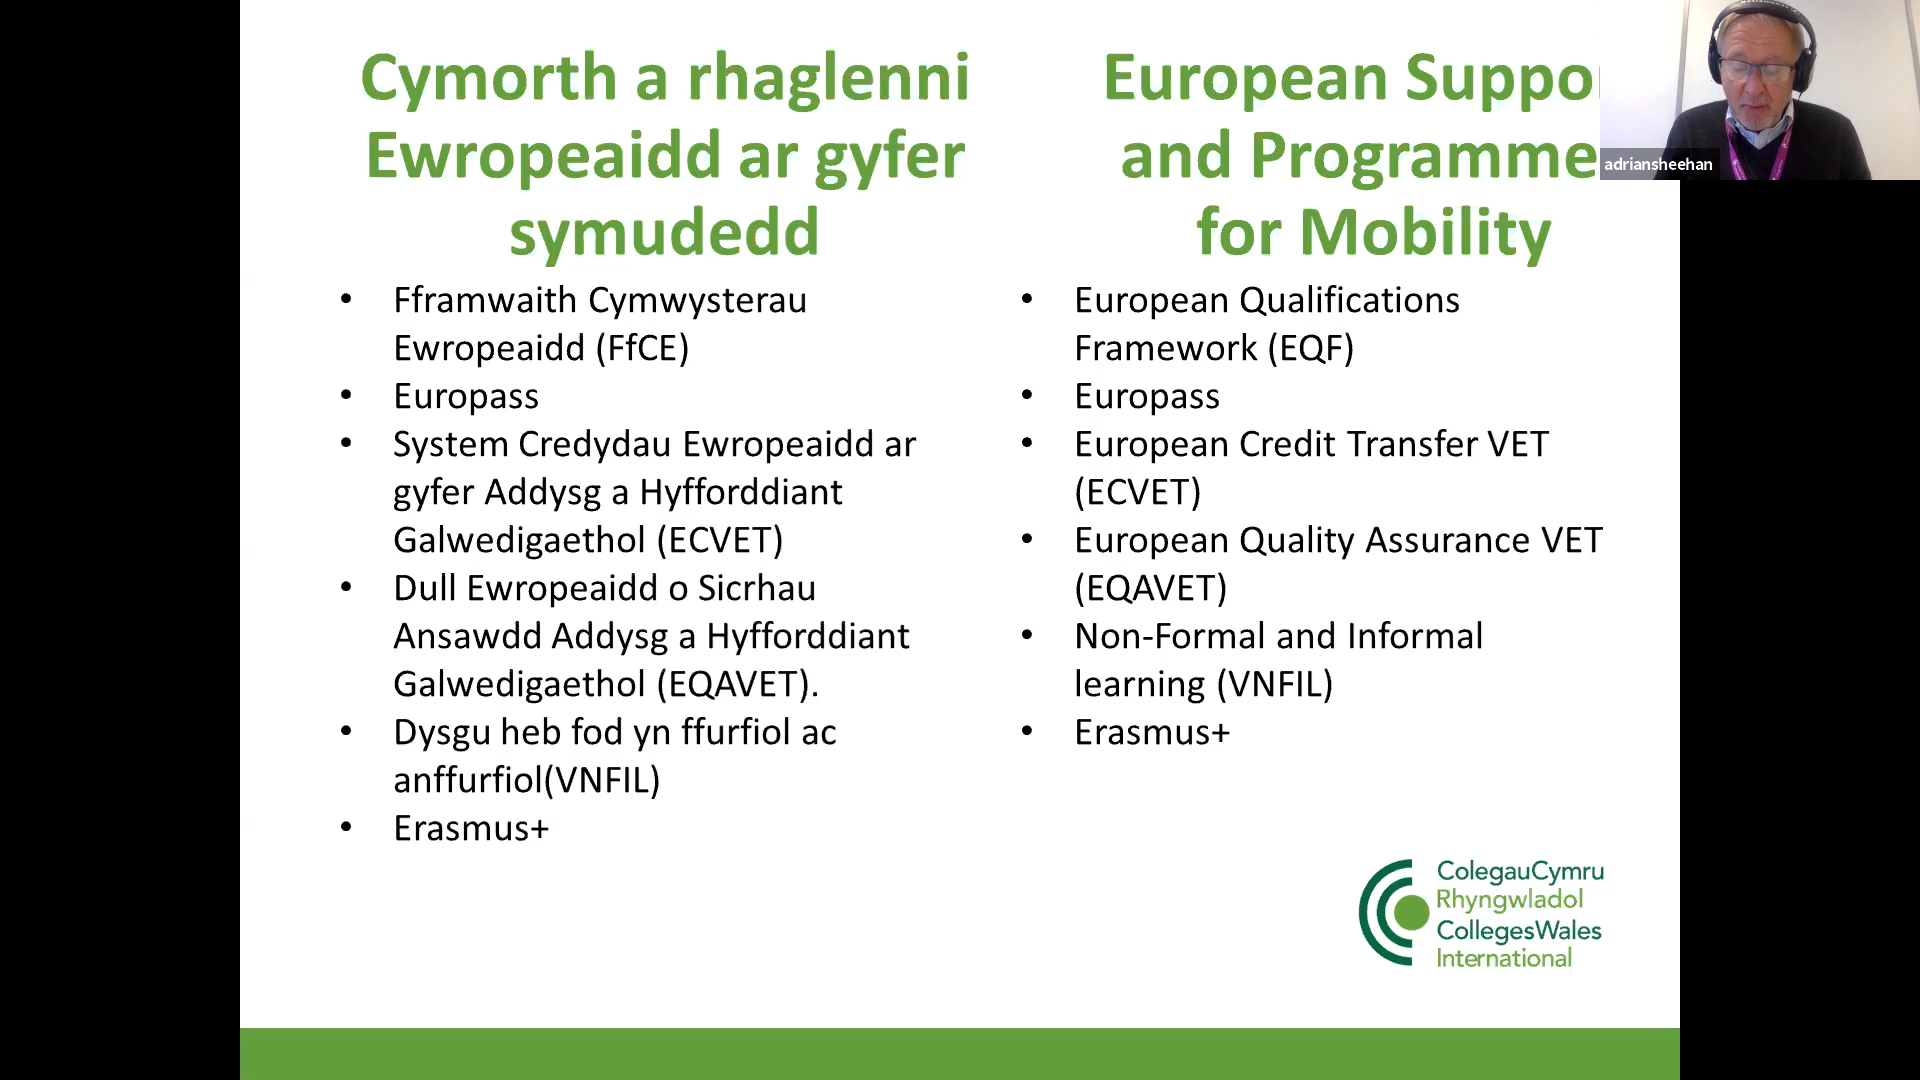 Cymorth a rhaglenni
Ewropeaidd ar gyfer
symudedd
• Fframwaith Cymwysterau
Ewropeaidd (FfCE)
• Europass
• System Credydau Ewropeaidd ar
gyfer Addysg a Hyfforddiant
Galwedigaethol (ECVET)
• Dull Ewropeaidd o Sicrhau
Ansawdd Addysg a Hyfforddiant
Galwedigaethol (EQAVET).
• Dysgu heb fod yn ffurfiol ac
anffurfiol(VNFIL)
• Erasmus+
European
and Programme
for Mobility
• European Qualifications
Framework (EQF)
• Europass
• European Credit Transfer VET
(ECVET)
• European Quality Assurance VET
(EQAVET)
• Non-Formal and Informal
learning (VNFIL)
• Erasmus+
adriansheehan
ColegauCymru
Rhyngwladol
CollegesWales
International